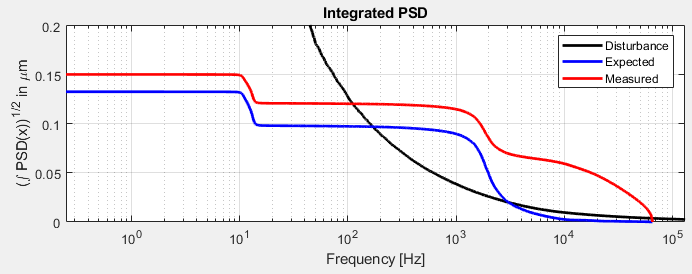 Integrated PSD
(∫ PSD(x))^1/2 in μm
0.2
0.15
0.1
0.05
0
Disturbance
Expected
Measured
10^0 10^1 10^2 10^3 10^4 10^5
Frequency [Hz]